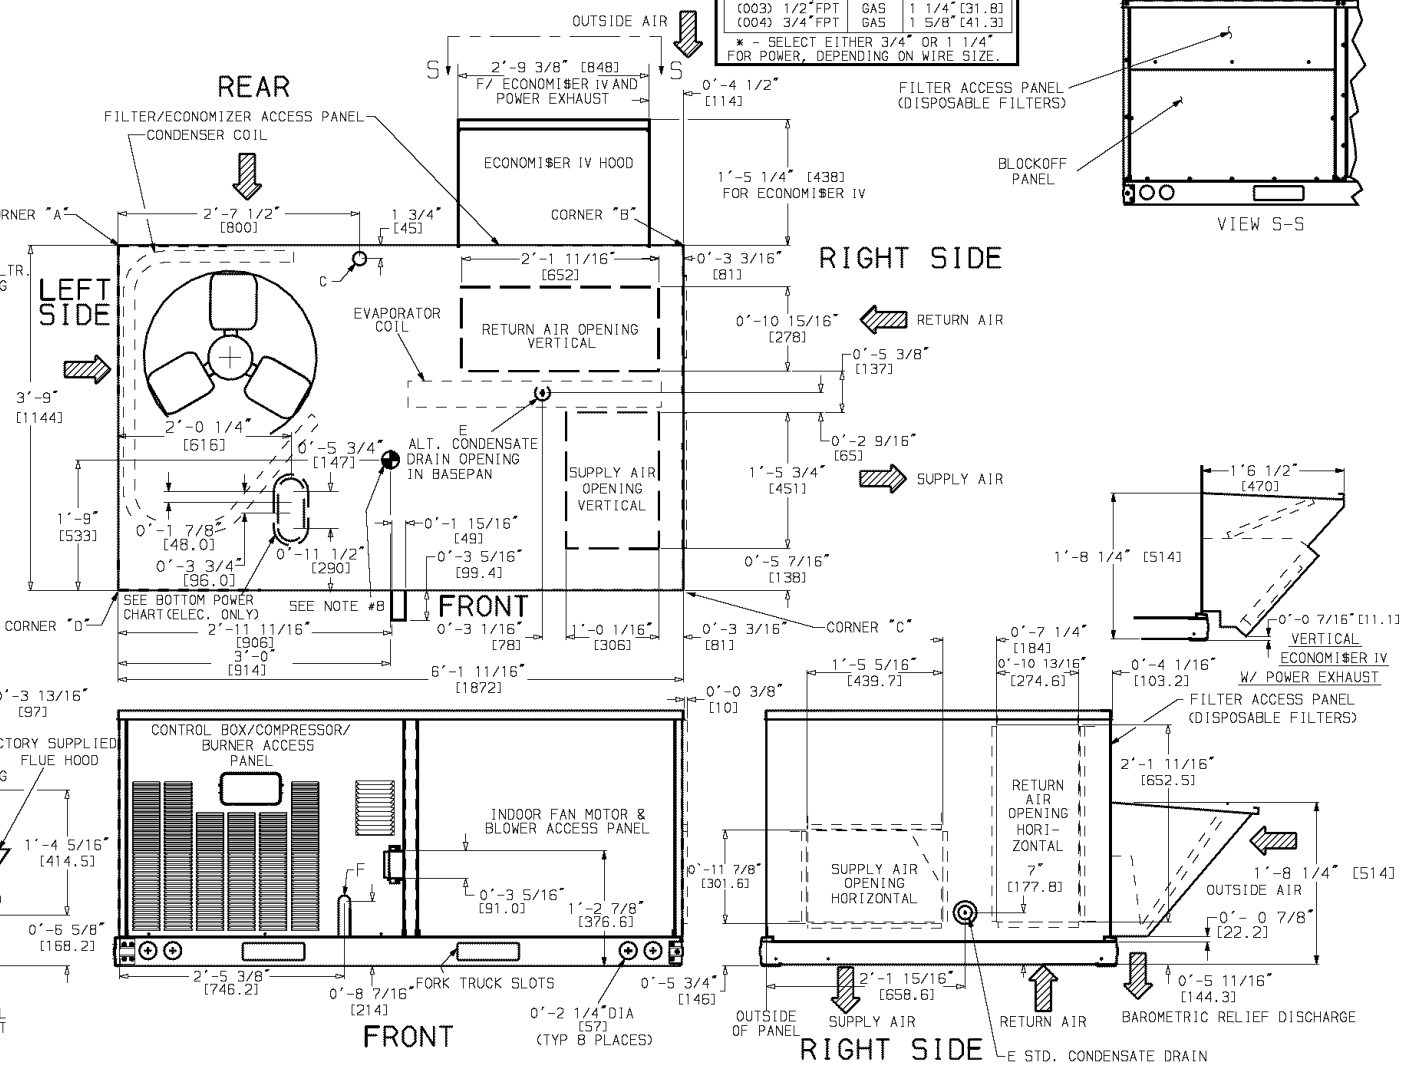 (003) 1/2"FPT GAS 1 1/4"[31.8]
(004) 3/4"FPT GAS 1 5/8"[41.3]
* - SELECT EITHER 3/4" OR 1 1/4"
FOR POWER, DEPENDING ON WIRE SIZE.
OUTSIDE AIR
S
S
2'-9 3/8" [848]
F/ ECONOMI$ER IV AND
POWER EXHAUST
0'-4 1/2"
[114]
FILTER ACCESS PANEL
(DISPOSABLE FILTERS)
BLOCKOFF
PANEL
VIEW S-S
REAR
FILTER/ECONOMIZER ACCESS PANEL
CONDENSER COIL
ECONOMI$ER IV HOOD
1'-5 1/4" [438]
FOR ECONOMI$ER IV
RNER "A"
2'-7 1/2"
[800]
1 3/4"
[45]
CORNER "B"
RIGHT SIDE
LTR.
G
LEFT
SIDE
C
2'-1 11/16"
[652]
0'-3 3/16"
[81]
EVAPORATOR
COIL
RETURN AIR OPENING
VERTICAL
0'-10 15/16"
[278]
RETURN AIR
0'-5 3/8"
[137]
3'-9"
[1144]
2'-0 1/4"
[616]
0'-5 3/4"
[147]
E
ALT. CONDENSATE
DRAIN OPENING
IN BASEPAN
0'-2 9/16"
[65]
SUPPLY AIR
OPENING
VERTICAL
1'-5 3/4"
[451]
SUPPLY AIR
1'6 1/2"
[470]
1'-9"
[533]
0'-1 7/8"
[48.0]
0'-3 3/4"
[96.0]
0'-11 1/2"
[290]
0'-1 15/16"
[49]
0'-3 5/16"
[99.4]
0'-5 7/16"
[138]
1'-8 1/4" [514]
SEE BOTTOM POWER
CHART(ELEC. ONLY)
SEE NOTE #8
FRONT
CORNER "D"
2'-11 11/16"
[906]
3'-0
[914]
0'-3 1/16"
[78]
1'-0 1/16"
[306]
0'-3 3/16"
[81]
CORNER "C"
6'-1 11/16"
[1872]
0'-0 7/16"[11.1]
VERTICAL
ECONOMI$ER IV
W/ POWER EXHAUST
0'-7 1/4"
[184]
1'-5 5/16"
[439.7]
0'-10 13/16"
[274.6]
0'-4 1/16"
[103.2]
FILTER ACCESS PANEL
(DISPOSABLE FILTERS)
'-3 13/16"
[97]
0'-0 3/8"
[10]
CTORY SUPPLIED
FLUE HOOD
G
CONTROL BOX/COMPRESSOR/
BURNER ACCESS
PANEL
INDOOR FAN MOTOR &
BLOWER ACCESS PANEL
2'-1 11/16"
[652.5]
RETURN
AIR
OPENING
HORI-
ZONTAL
1'-4 5/16"
[414.5]
F
0'-3 5/16"
[91.0]
1'-2 7/8"
[376.6]
0'-11 7/8"
[301.6]
SUPPLY AIR
OPENING
HORIZONTAL
7"
[177.8]
1'-8 1/4" [514]
OUTSIDE AIR
0'- 0 7/8"
[22.2]
0'-6 5/8"
[168.2]
2'-5 3/8"
[746.2]
0'-8 7/16"
[214]
FORK TRUCK SLOTS
0'-2 1/4"DIA
[57]
(TYP 8 PLACES)
0'-5 3/4"
[146]
2'-1 15/16"
[658.6]
0'-5 11/16"
[144.3]
OUTSIDE
OF PANEL
SUPPLY AIR
RETURN AIR
BAROMETRIC RELIEF DISCHARGE
L
T
FRONT
RIGHT SIDE
E STD. CONDENSATE DRAIN